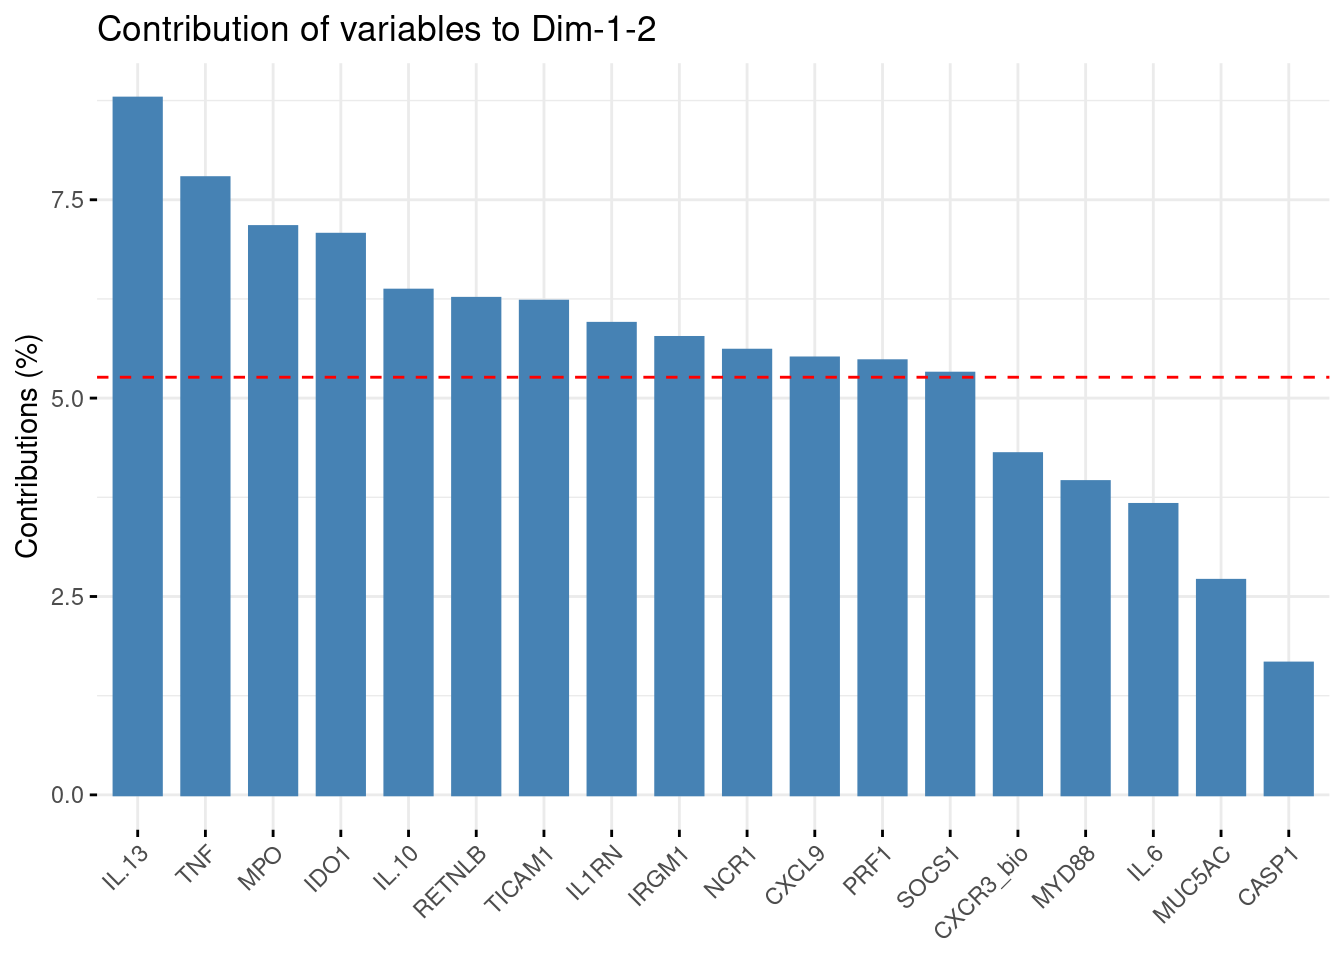 Contribution of variables to Dim-1-2
Contributions (%)
7.5
5.0
2.5
0.0
IL.13
TNF
MPO
IDO1
IL.10
RETNLB
TICAM1
IL1RN
IRGM1
NCR1
CXCL9
PRF1
SOCS1
CXCR3_bio
MYD88
IL.6
MUC5AC
CASP1